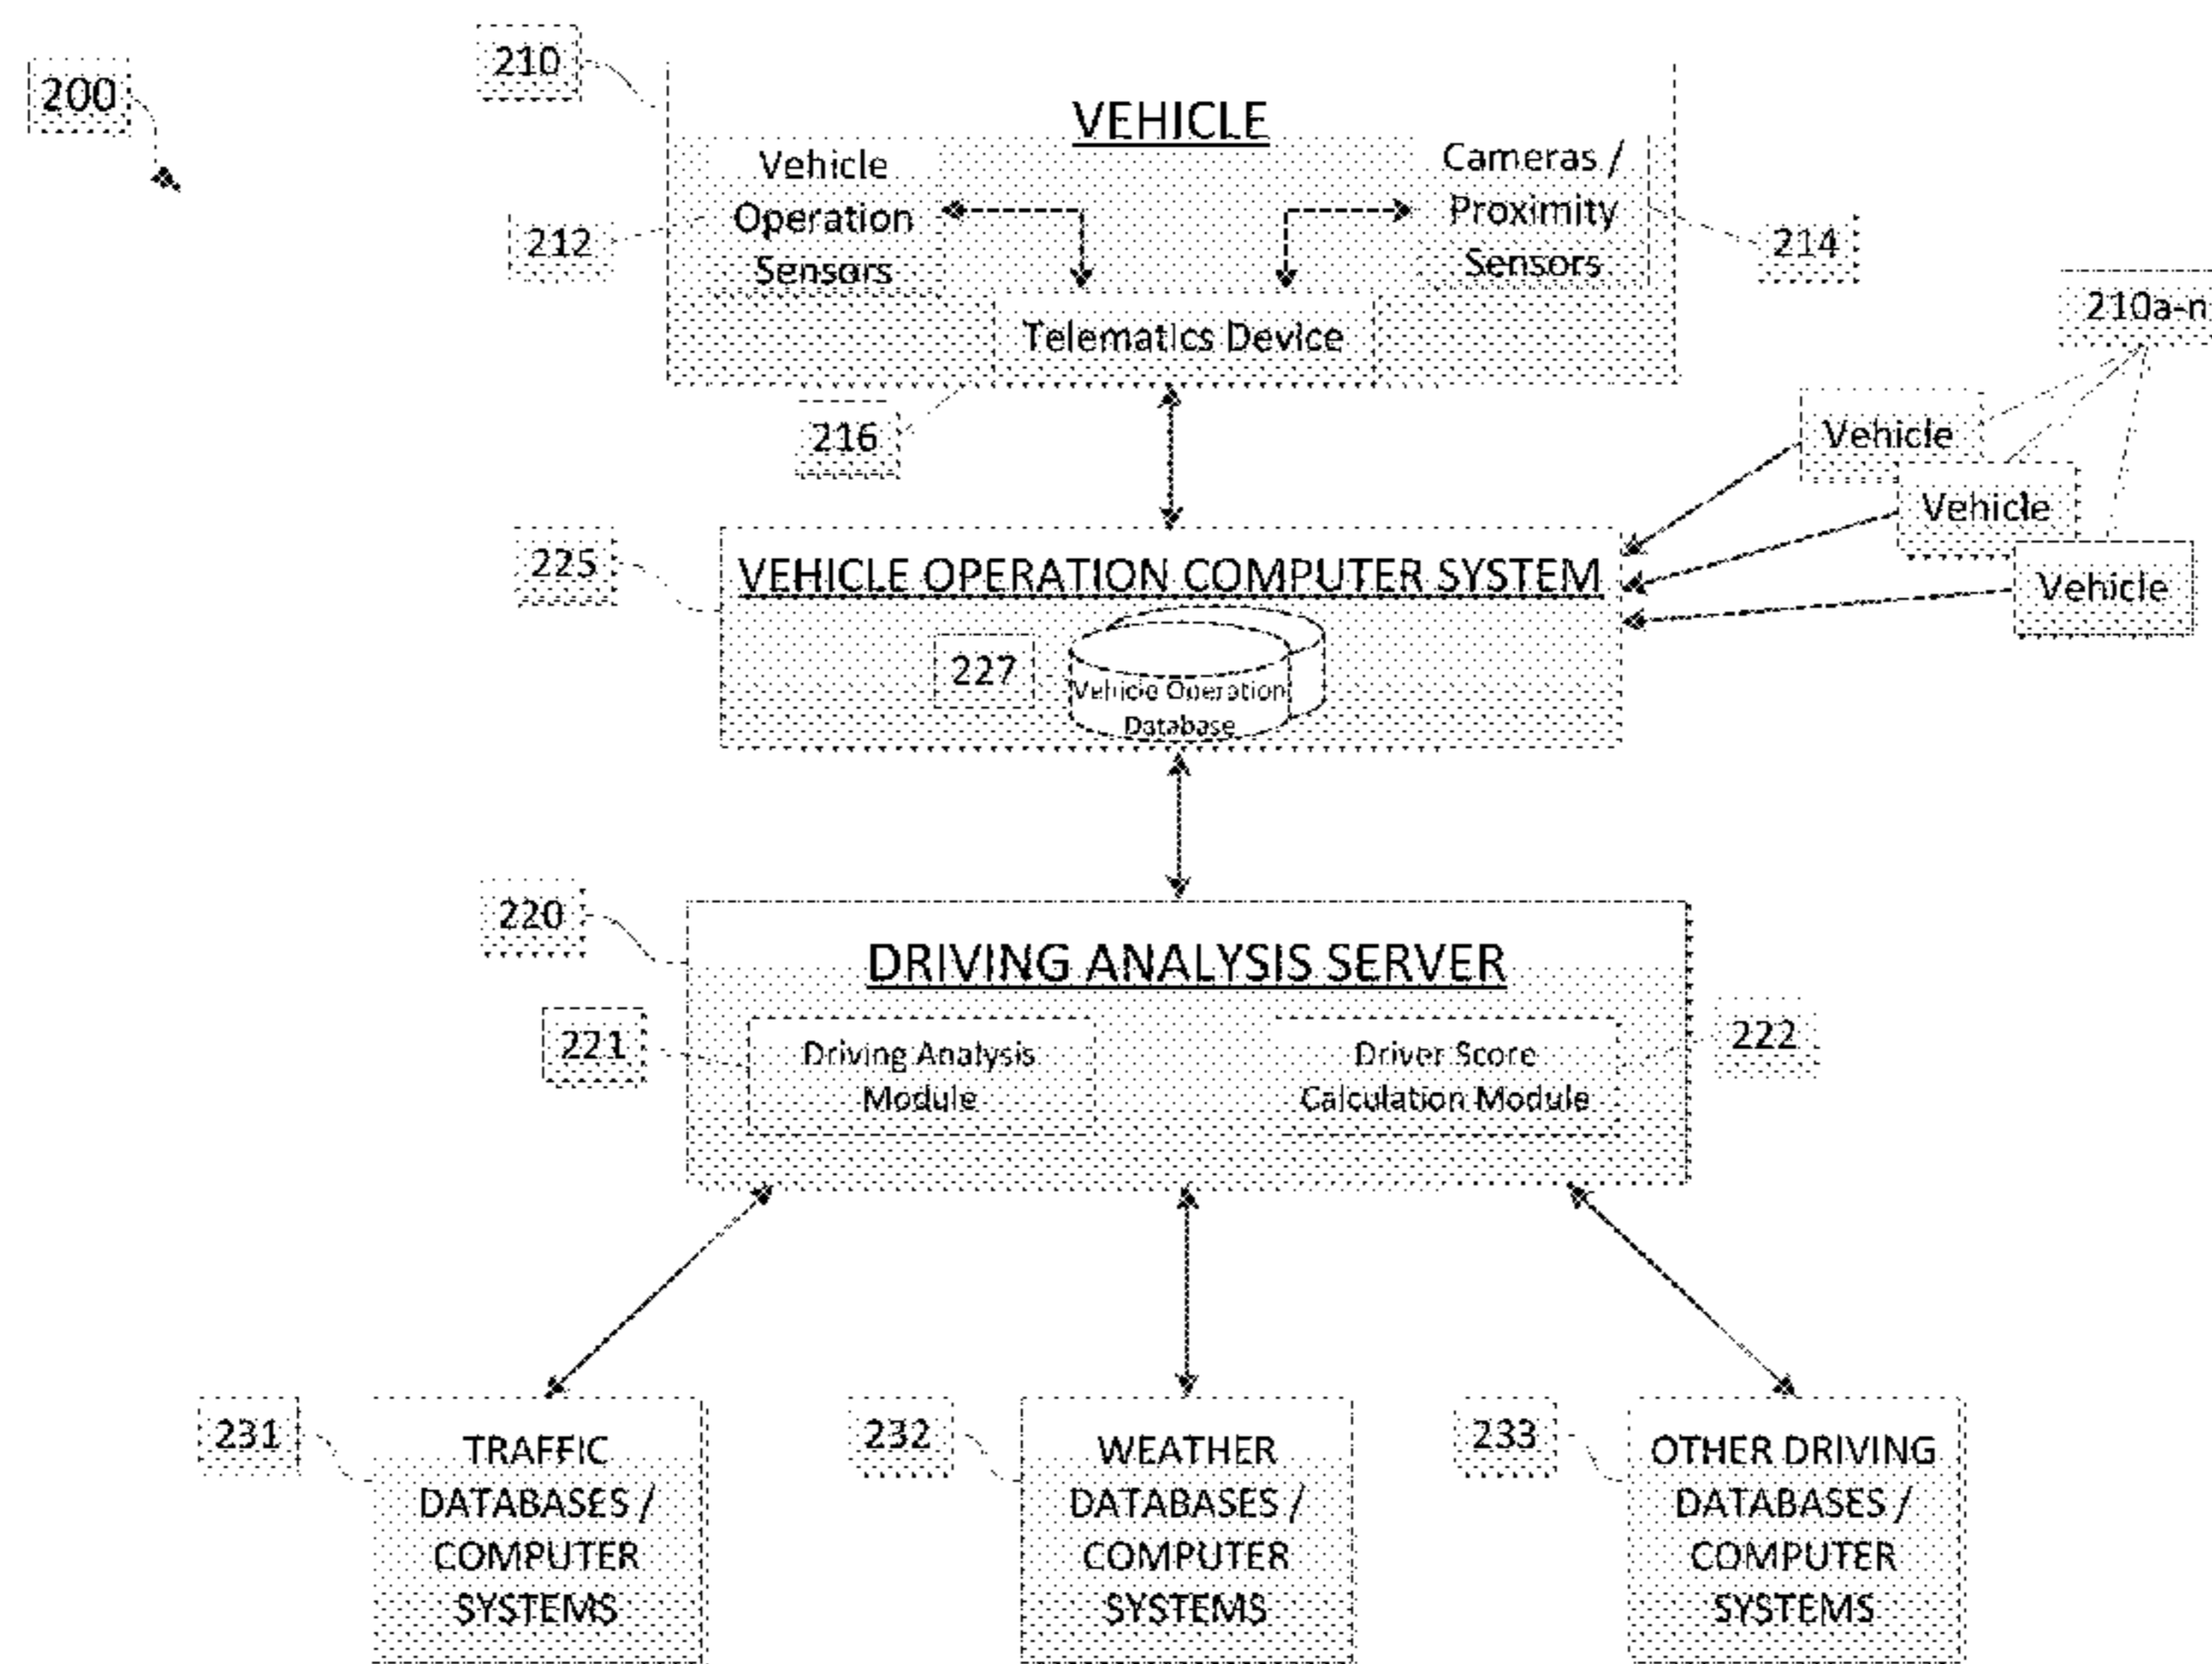 200
210
VEHICLE
Vehicle
Operation
Sensors
212
Cameras /
Proximity
Sensors
214
Telematics Device
216
210a-n
Vehicle
Vehicle
Vehicle
225
VEHICLE OPERATION COMPUTER SYSTEM
227
Vehicle Operation
Database
220
DRIVING ANALYSIS SERVER
221
Driving Analysis
Module
Driver Score
Calculation Module
222
231
TRAFFIC
DATABASES /
COMPUTER
SYSTEMS
232
WEATHER
DATABASES /
COMPUTER
SYSTEMS
233
OTHER DRIVING
DATABASES /
COMPUTER
SYSTEMS